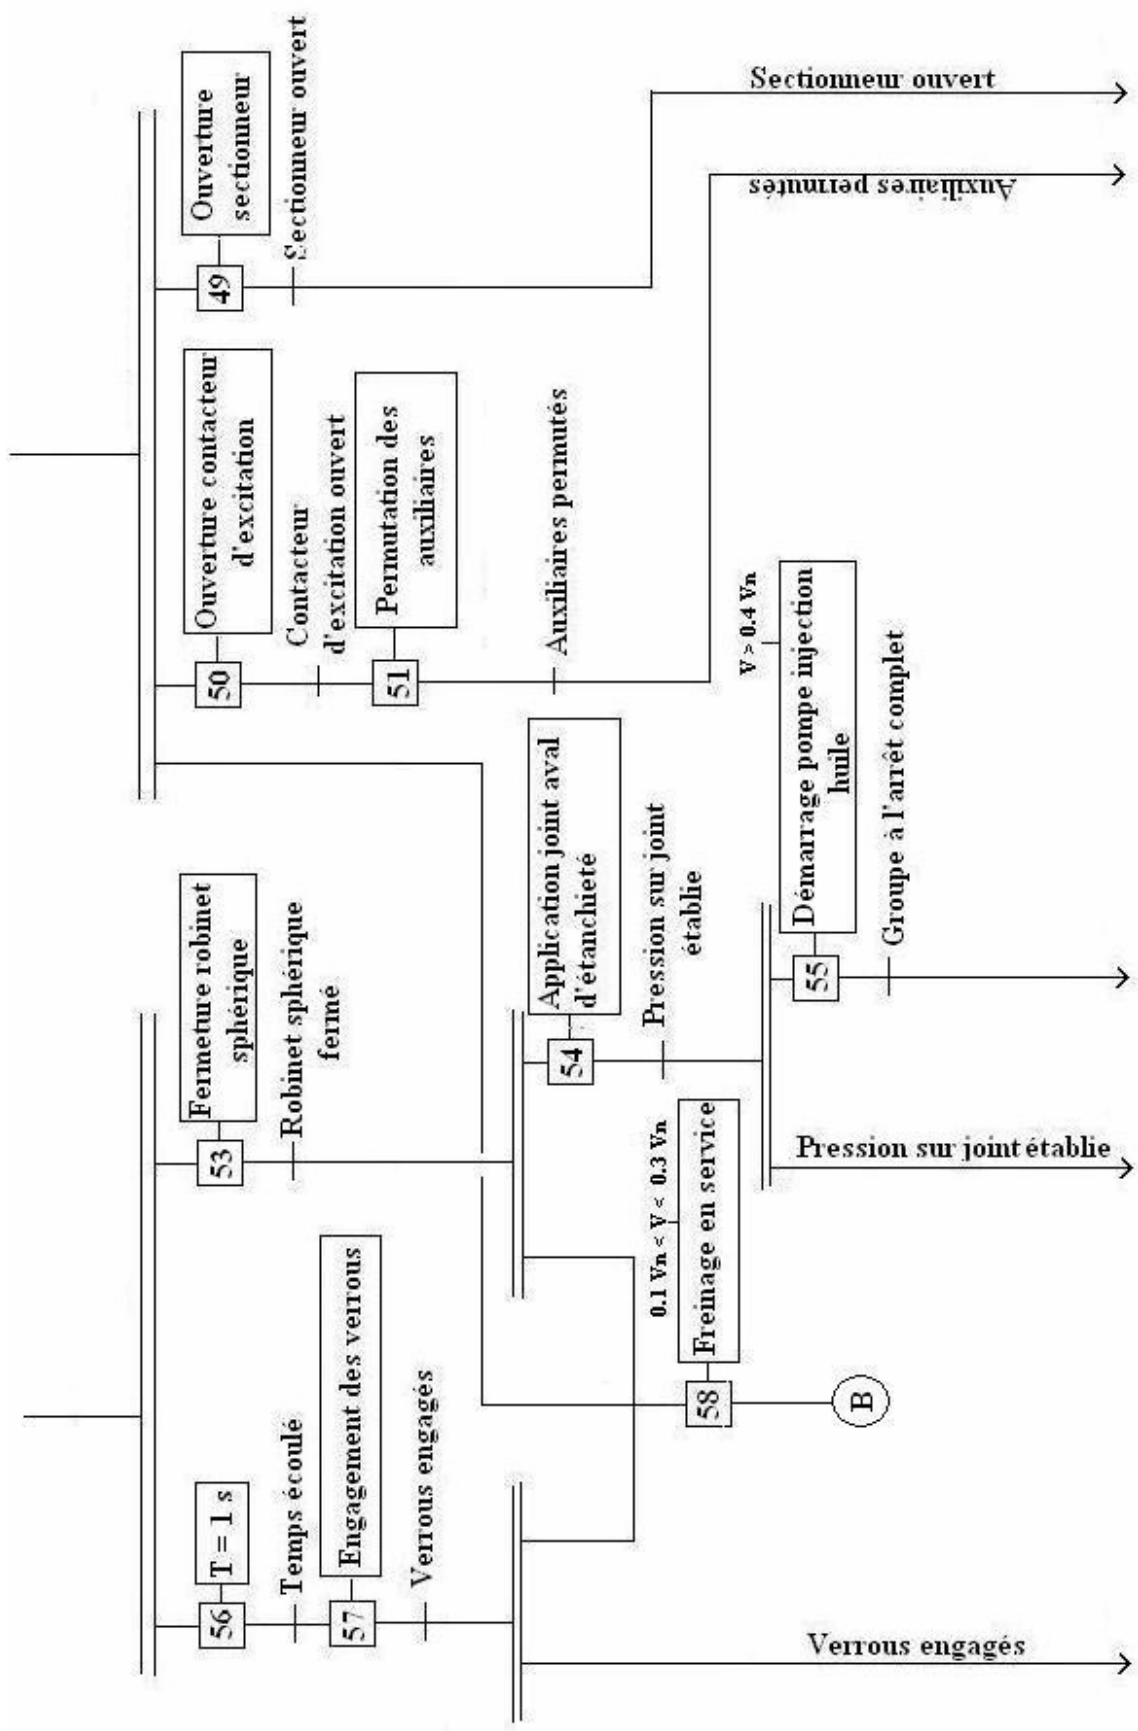 56
T = 1 s
Temps écoulé
57
Engagement des verrous
Verrous engagés
Verrous engagés
53
Fermeture robinet
sphérique
Robinet sphérique
fermé
58
Freinage en service
0.1 Vn < V < 0.3 Vn
B
54
Application joint aval
d'étanchieté
Pression sur joint
établie
Pression sur joint établie
55
Démarrage pompe injection
huile
V > 0.4 Vn
Groupe à l'arrêt complet
50
Ouverture contacteur
d'excitation
Contacteur
d'excitation ouvert
51
Permutation des
auxiliaires
Auxiliaires permutés
Auxiliaires permutés
49
Ouverture
sectionneur
Sectionneur ouvert
Sectionneur ouvert